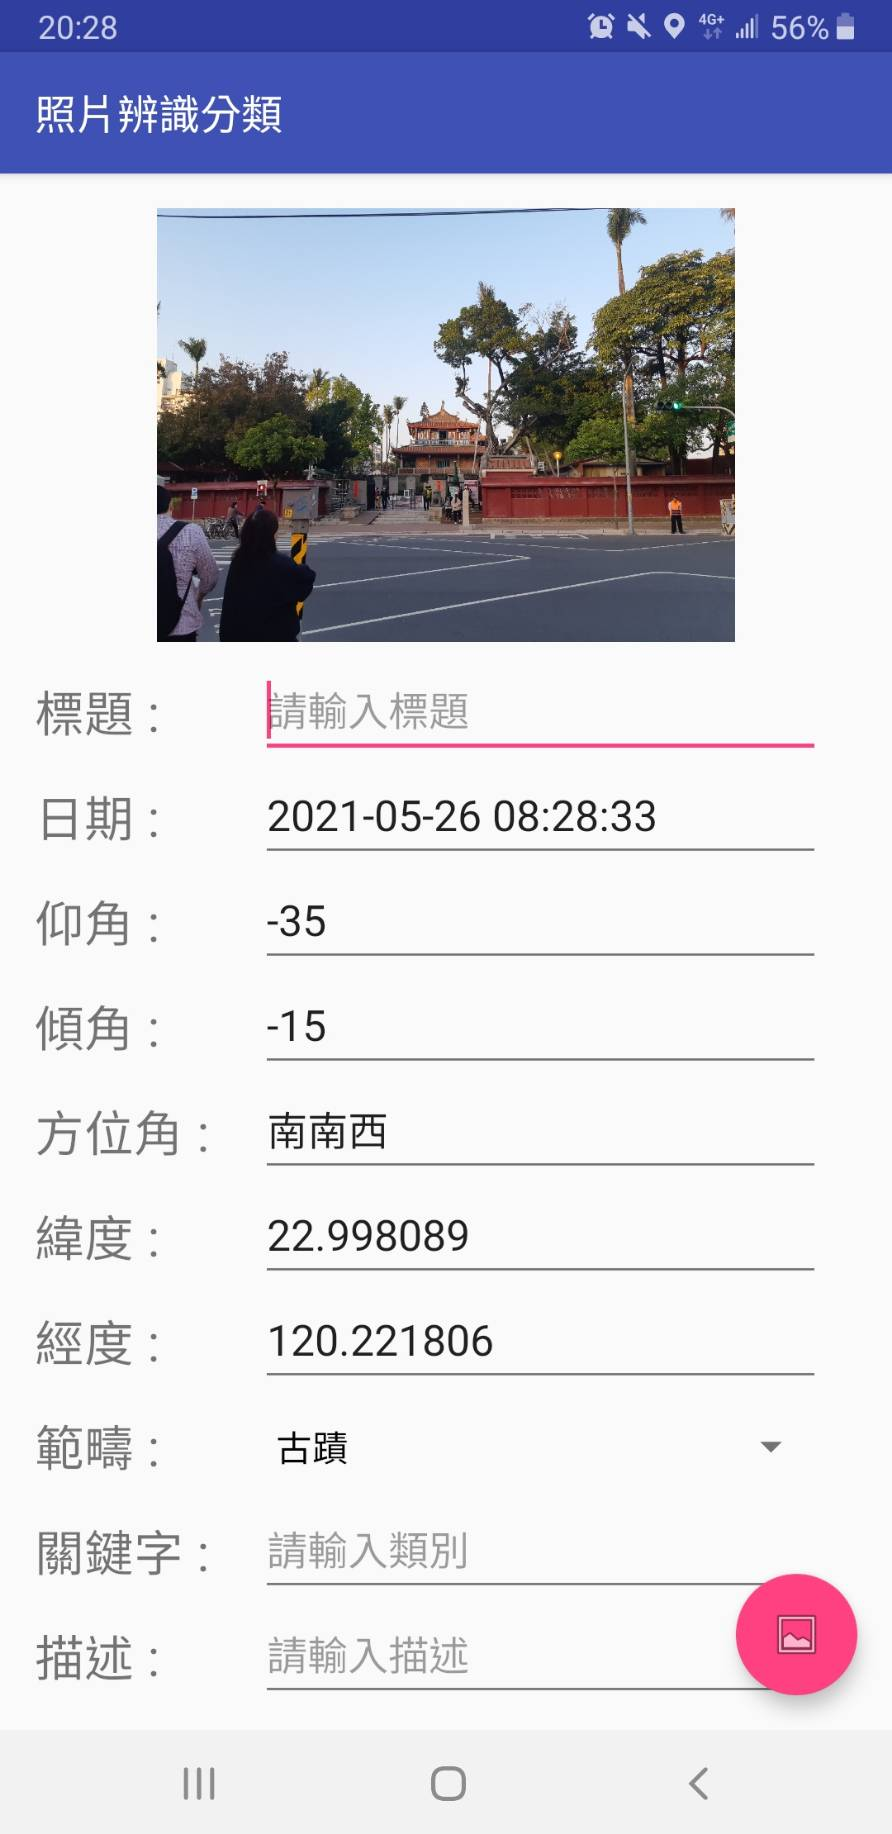 20:28 4G+ 56%
照片辨識分類
標題：請輸入標題
日期：2021-05-26 08:28:33
仰角：-35
傾角：-15
方位角：南南西
緯度：22.998089
經度：120.221806
範疇：古蹟
關鍵字：請輸入類別
描述：請輸入描述